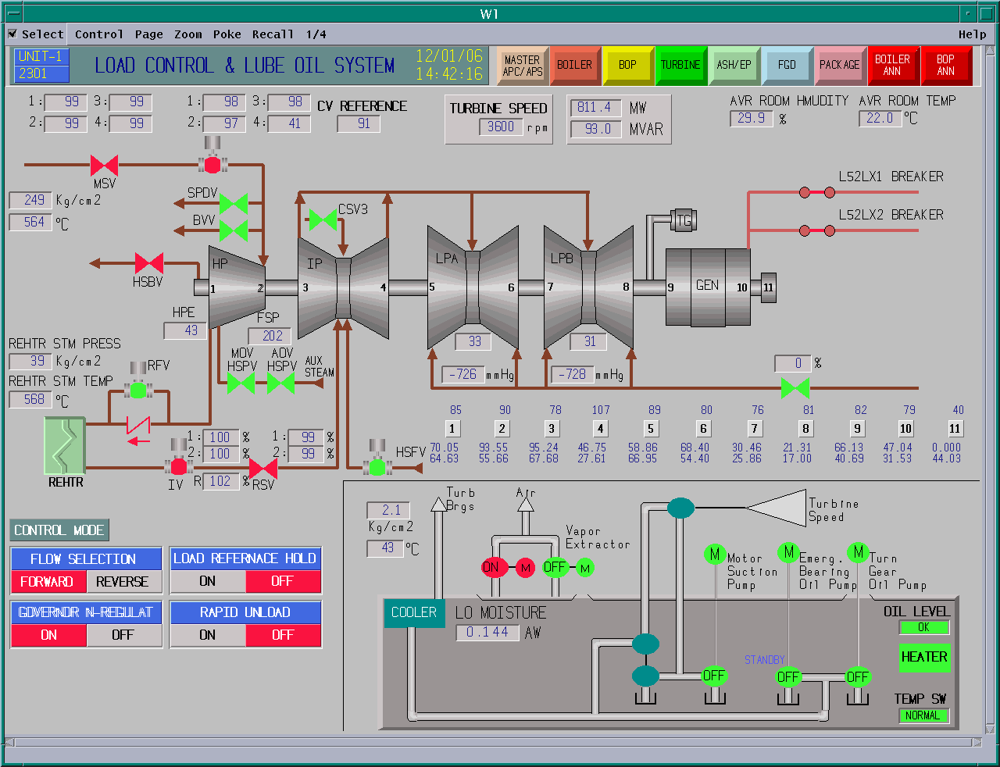 W1
Select Control Page Zoom Poke Recall 1/4 Help
UNIT-1
2301
LOAD CONTROL & LUBE OIL SYSTEM
12/01/06
14:42:16
MASTER
APC/APS
BOILER
BOP
TURBINE
ASH/EP
FGD
PACKAGE
BOILER
ANN
BOP
ANN
1: 99 3: 99 1: 98 3: 98 CV REFERENCE
2: 99 4: 99 2: 97 4: 41 91
TURBINE SPEED
3600 rpm
811.4 MW
93.0 MVAR
AVR ROOM HMUDITY
29.9 %
AVR ROOM TEMP
22.0 °C
MSV
249 Kg/cm2
564 °C
SPDV
BVV
HSBV
CSV3
L52LX1 BREAKER
L52LX2 BREAKER
TG
HP
IP
LPA
LPB
GEN
1 2 3 4 5 6 7 8 9 10 11
HPE
43
FSP
202
33
31
-726 mmHg
-728 mmHg
0 %
REHTR STM PRESS
39 Kg/cm2
REHTR STM TEMP
568 °C
RFV
MOV
HSPV
AOV
HSPV
AUX
STEAM
REHTR
IV
1: 100 %
2: 100 %
R 102 %
1: 99 %
2: 99 %
RSV
HSFV
85 90 78 107 89 80 76 81 82 79 40
1 2 3 4 5 6 7 8 9 10 11
70.05 93.55 95.24 46.75 58.86 68.40 30.46 21.31 66.13 47.04 0.000
64.63 55.66 67.68 27.61 66.95 54.40 25.86 17.00 40.69 31.53 44.03
2.1
Kg/cm2
43 °C
Turb
Brgs
Air
Vapor
Extractor
ON M OFF M
Turbine
Speed
M Motor
Suction
Pump
M Emerg.
Bearing
Oil Pump
M Turn
Gear
Oil Pump
COOLER
LO MOISTURE
0.144 AW
STANDBY
OFF
OFF
OFF
OIL LEVEL
OK
HEATER
TEMP SW
NORMAL
CONTROL MODE
FLOW SELECTION
FORWARD REVERSE
LOAD REFERNACE HOLD
ON OFF
GOVERNOR N-REGULAT
ON OFF
RAPID UNLOAD
ON OFF